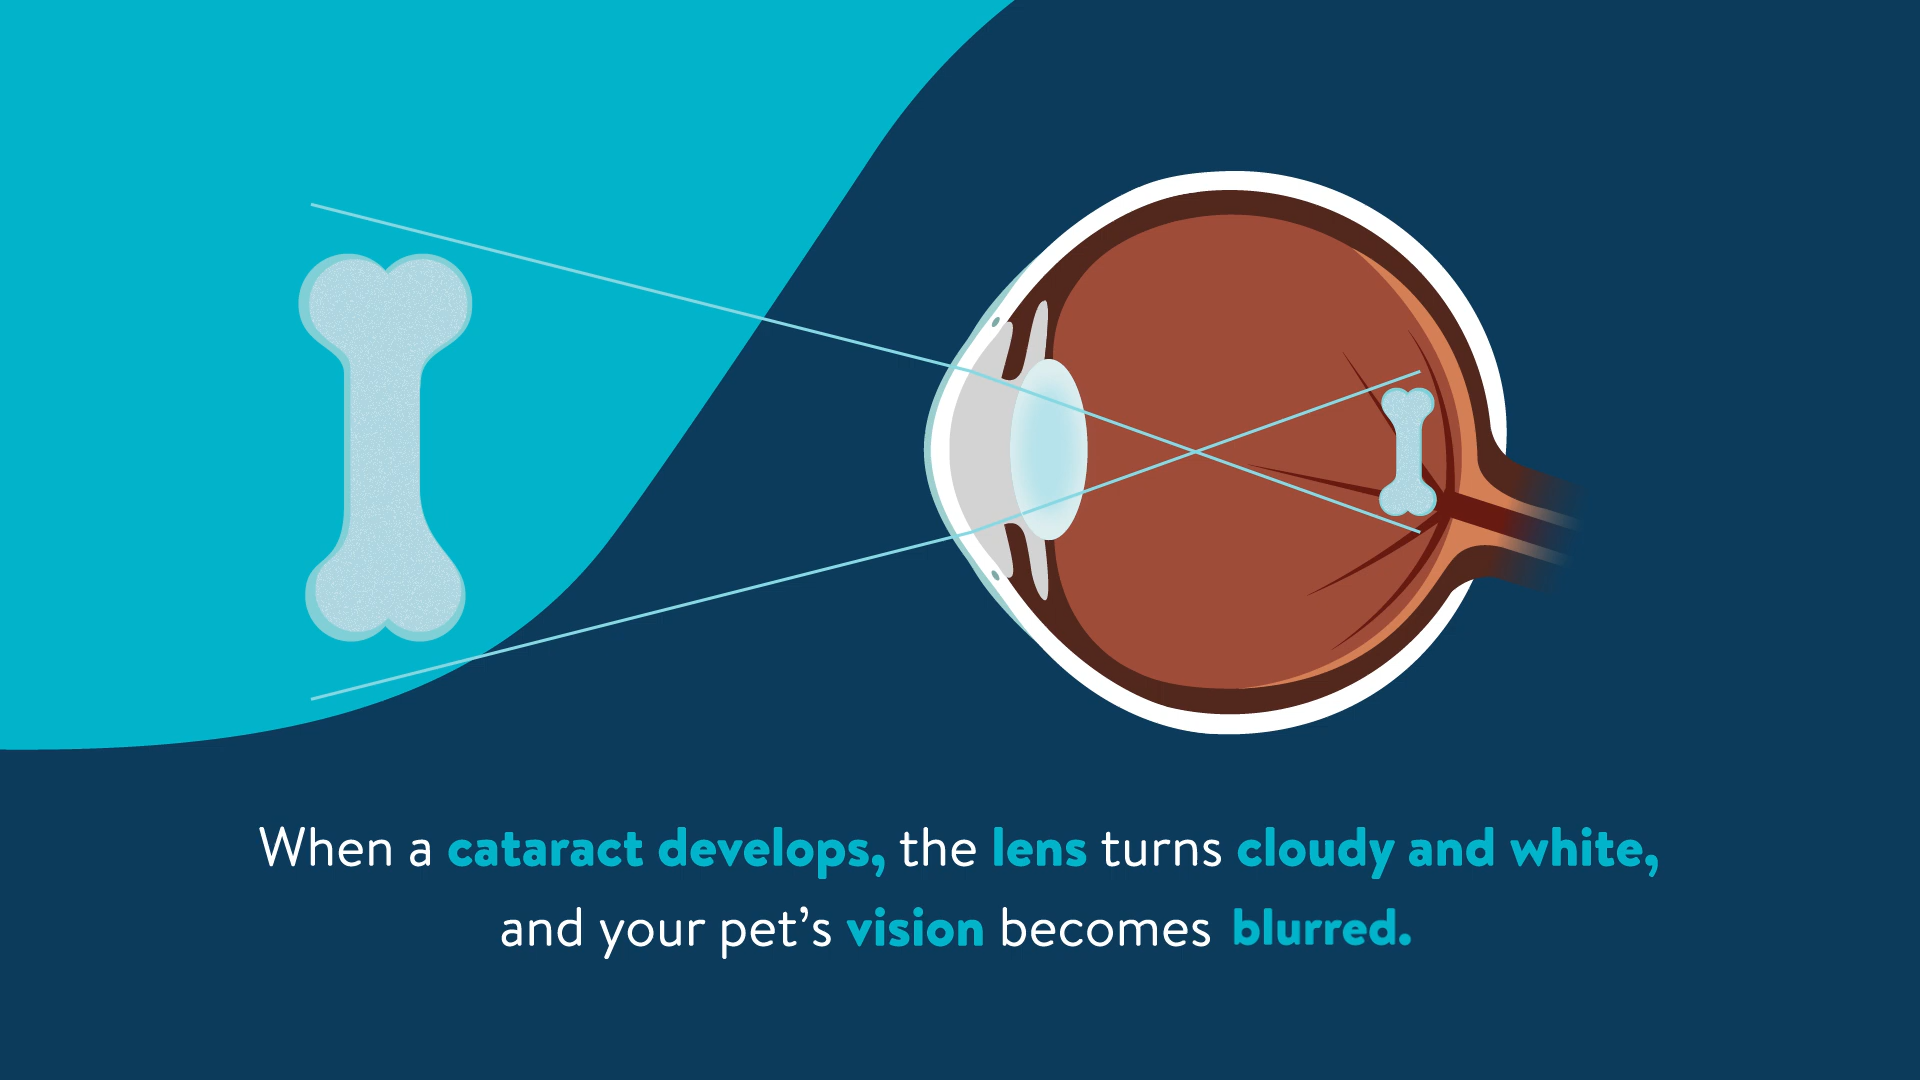 When a cataract develops, the lens turns cloudy and white,
and your pet’s vision becomes blurred.